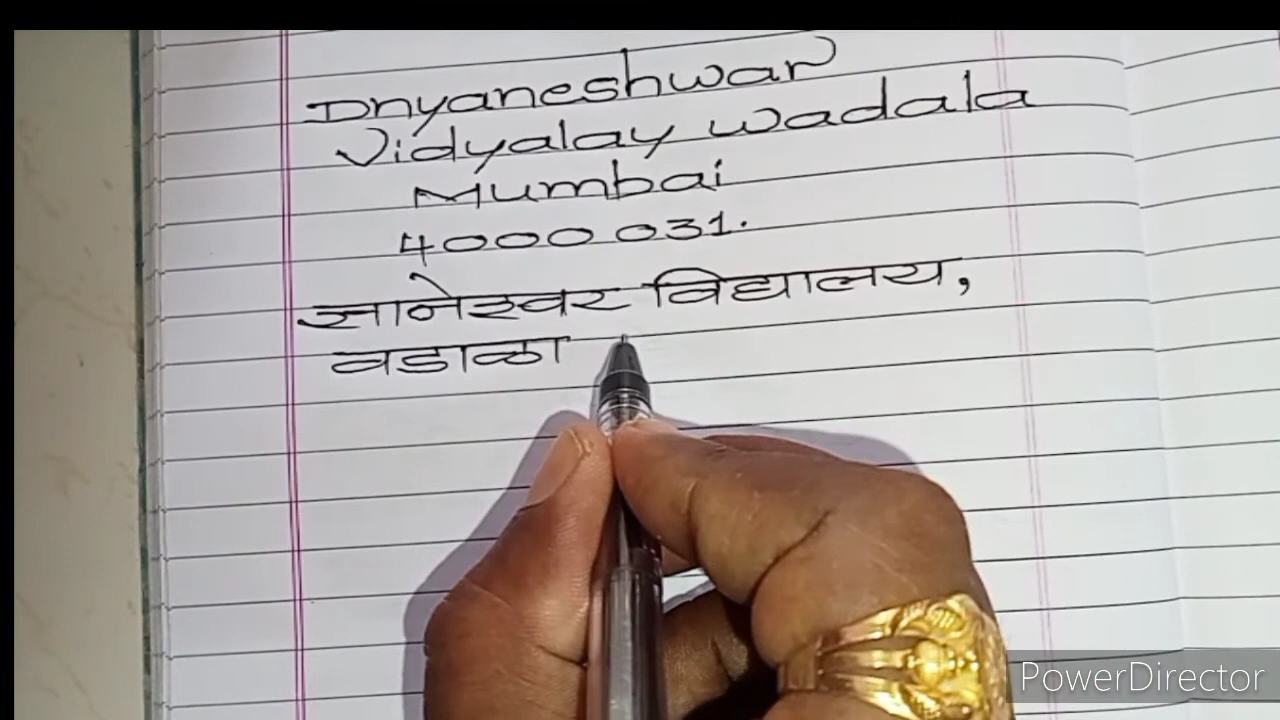 Dnyaneshwar
Vidyalay Wadala
Mumbai
4000 031.
ज्ञानेश्वर विद्यालय,
वडाळा
PowerDirector